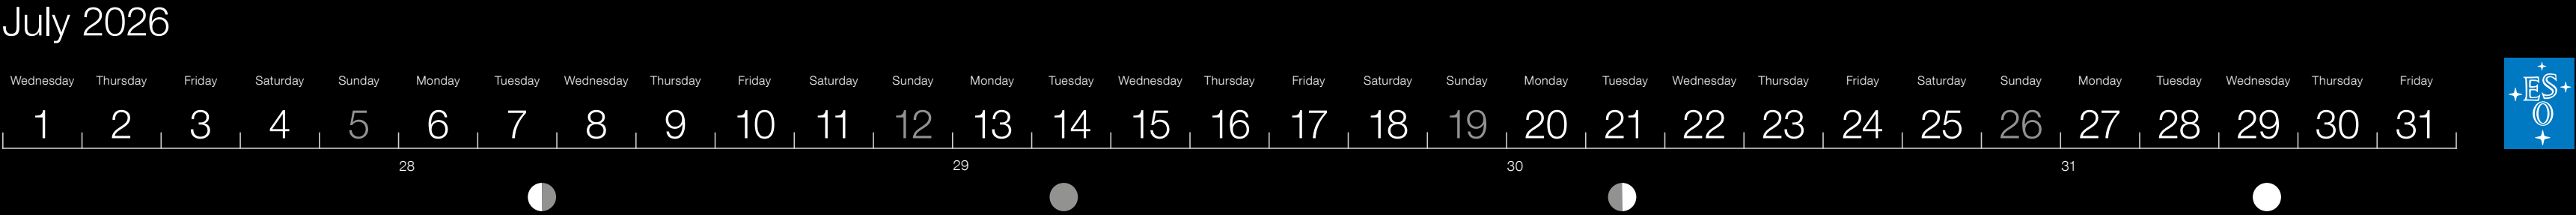 July 2026
Wednesday Thursday Friday Saturday Sunday Monday Tuesday Wednesday Thursday Friday Saturday Sunday Monday Tuesday Wednesday Thursday Friday Saturday Sunday Monday Tuesday Wednesday Thursday Friday Saturday Sunday Monday Tuesday Wednesday Thursday Friday
1 2 3 4 5 6 7 8 9 10 11 12 13 14 15 16 17 18 19 20 21 22 23 24 25 26 27 28 29 30 31
28 29 30 31
ES
O